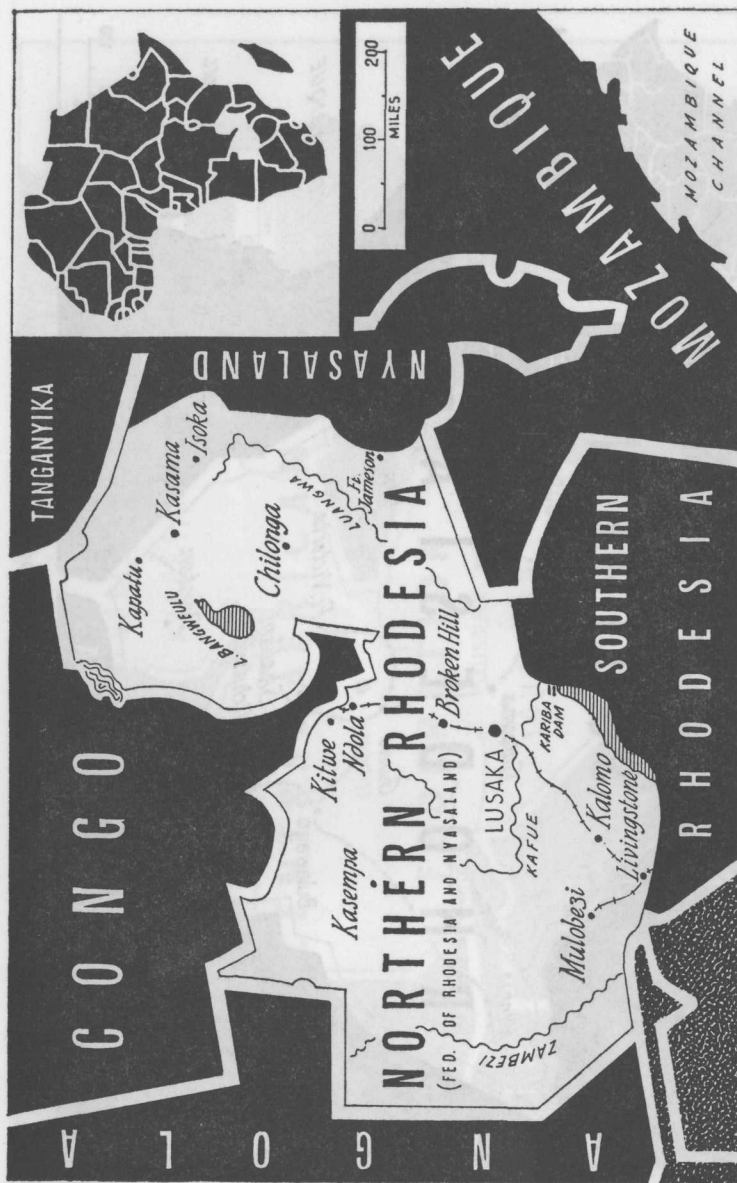 TANGANYIKA
CONGO
ANGOLA
NYASALAND
MOZAMBIQUE
MOZAMBIQUE
CHANNEL
0 100 200
MILES
Kapatu
Kasama
Isoka
L. BANGWEULU
Chilonga
LUANGWA
Ft.
Jameson
Kitwe
Ndola
Kasempa
Broken Hill
NORTHERN RHODESIA
(FED. OF RHODESIA AND NYASALAND)
LUSAKA
KAFUE
KARIBA
DAM
Kalomo
Livingstone
Mulobezi
ZAMBEZI
SOUTHERN
RHODESIA